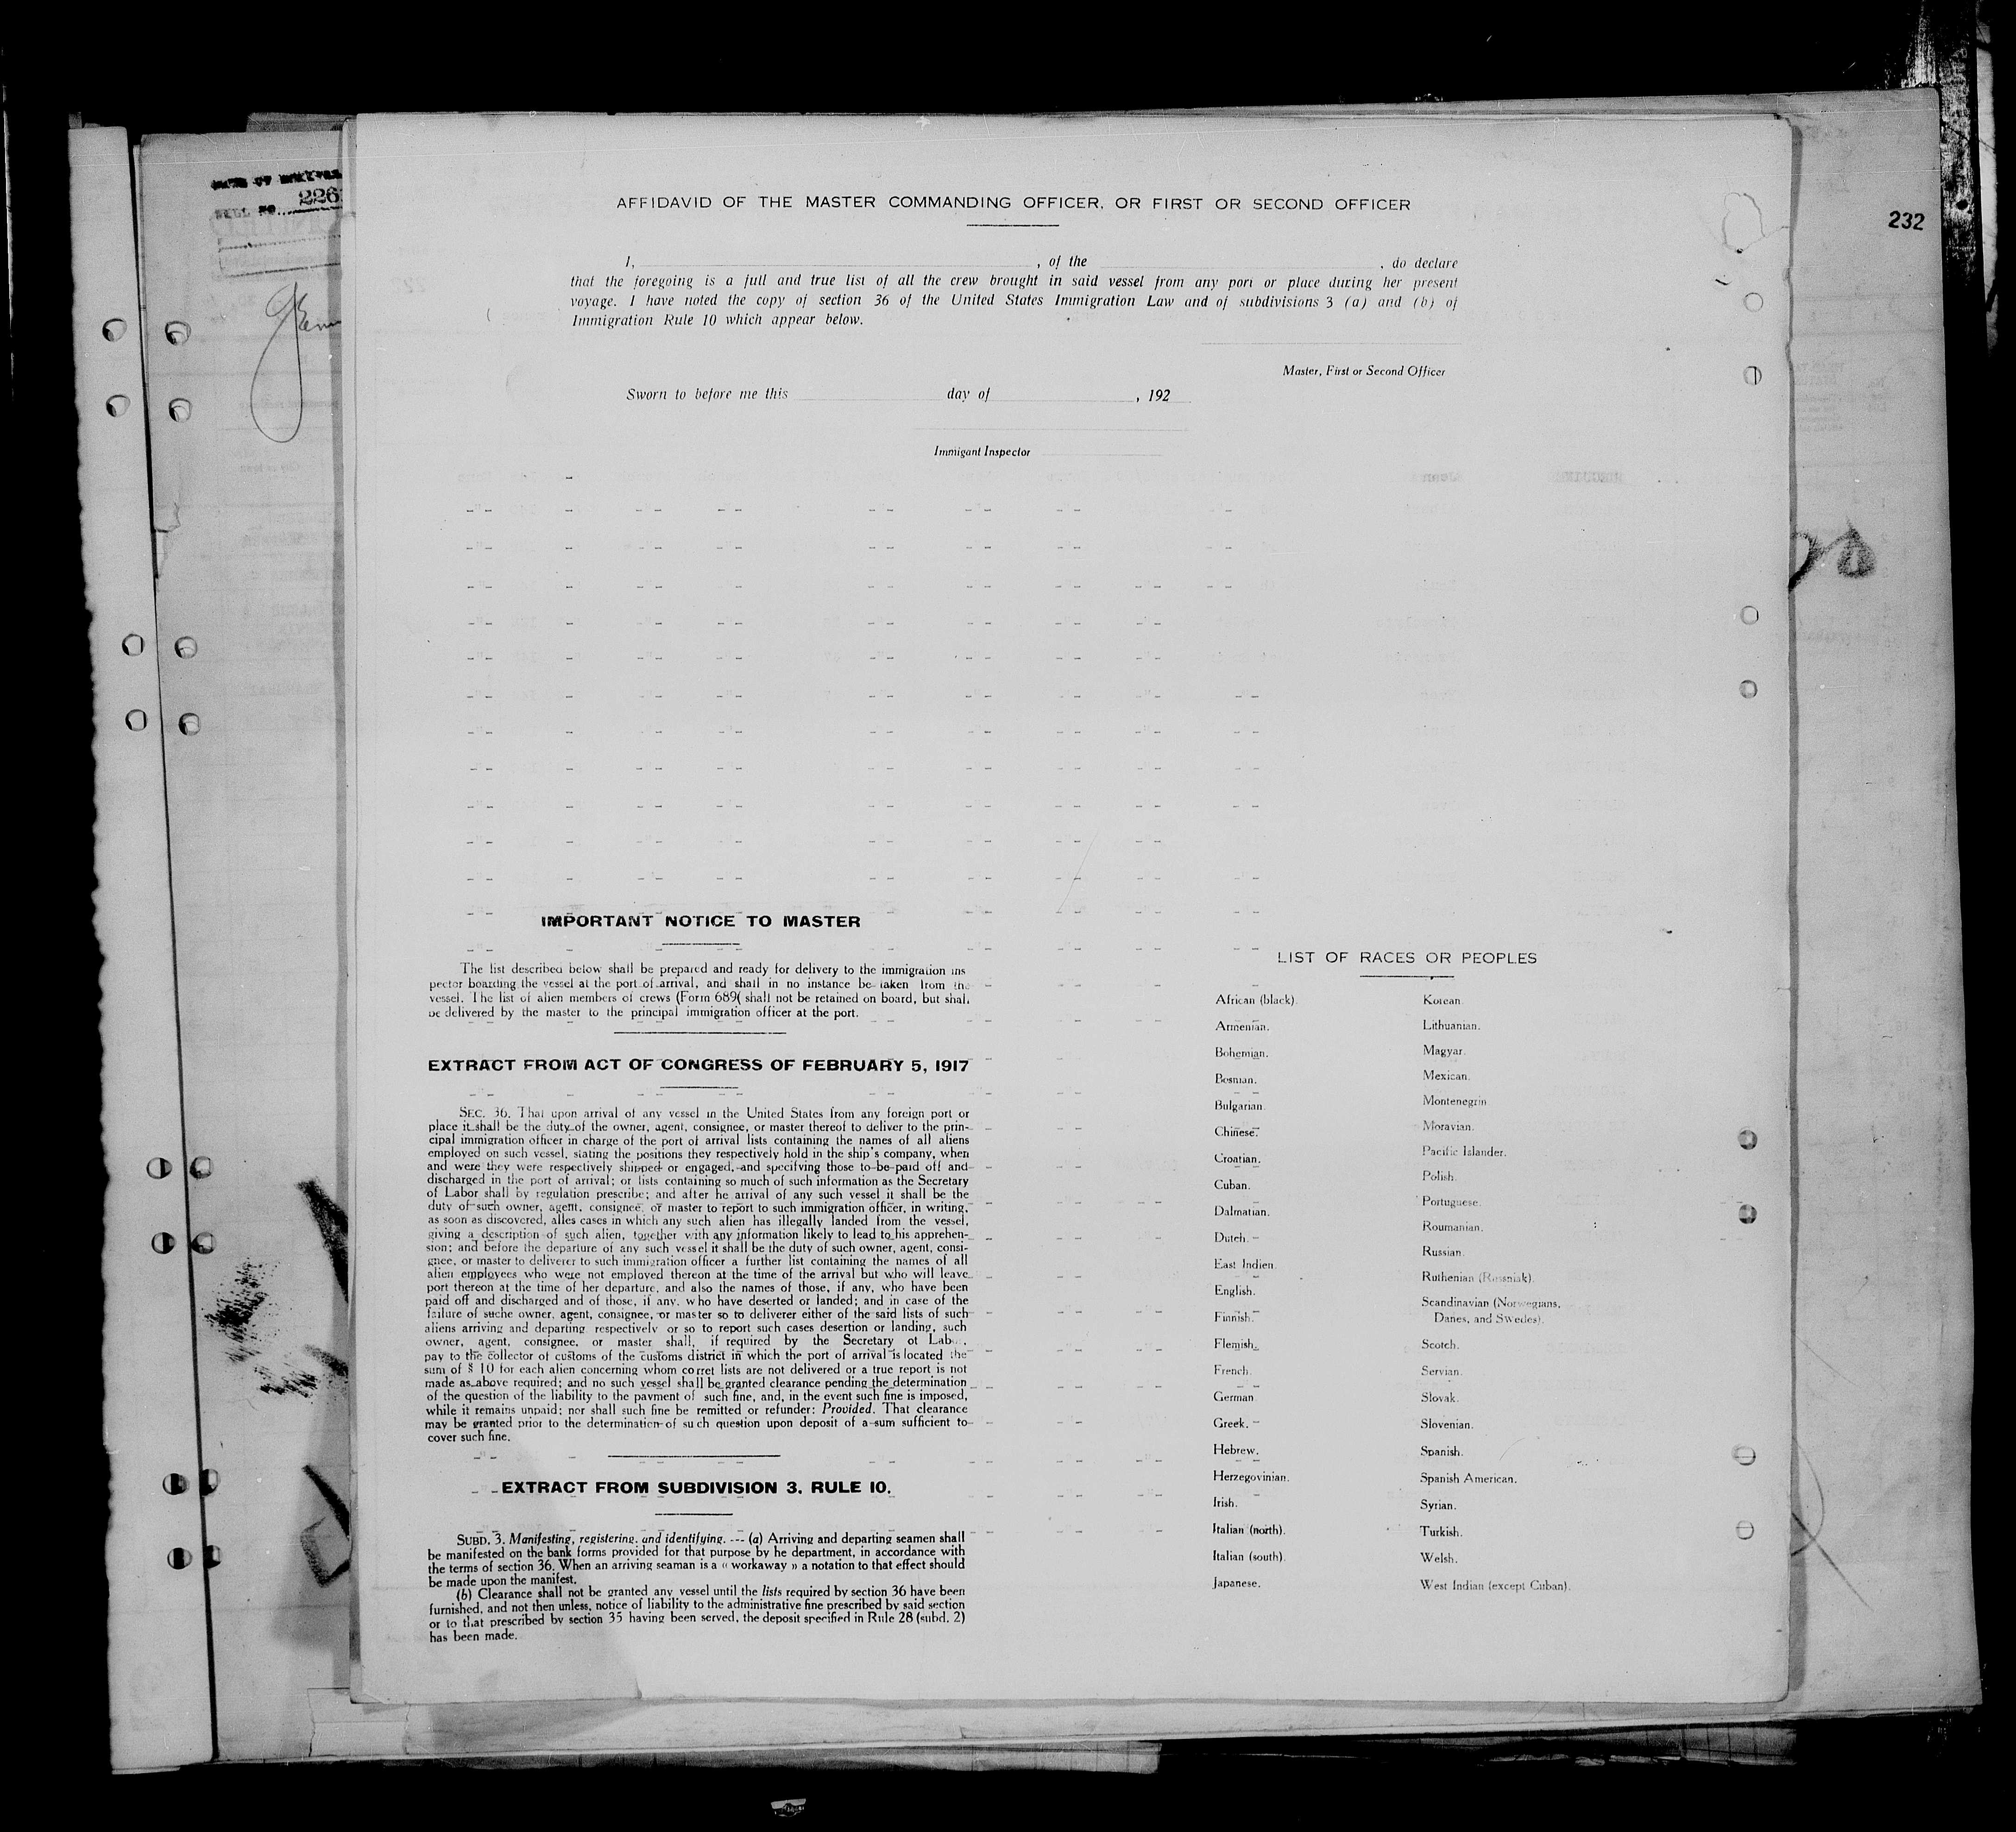 226
232
AFFIDAVID OF THE MASTER COMMANDING OFFICER, OR FIRST OR SECOND OFFICER
I, , of the , do declare
that the foregoing is a full and true list of all the crew brought in said vessel from any port or place during her present
voyage. I have noted the copy of section 36 of the United States Immigration Law and of subdivisions 3 (a) and (b) of
Immigration Rule 10 which appear below.
Master, First or Second Officer
Sworn to before me this day of , 192
Immigant Inspector
IMPORTANT NOTICE TO MASTER
The list described below shall be prepared and ready for delivery to the immigration ins
pector boarding the vessel at the port of arrival, and shall in no instance be taken from the
vessel. The list of alien members of crews (Form 689( shall not be retained on board, but shal
be delivered by the master to the principal immigration officer at the port.
EXTRACT FROM ACT OF CONGRESS OF FEBRUARY 5, 1917
SEC. 36. That upon arrival of any vessel in the United States from any foreign port or
place it shall be the duty of the owner, agent, consignee, or master thereof to deliver to the prin-
cipal immigration officer in charge of the port of arrival lists containing the names of all aliens
employed on such vessel, stating the positions they respectively hold in the ship's company, when
and were they were respectively shipped or engaged, and specifying those to be paid off and
discharged in the port of arrival; or lists containing so much of such information as the Secretary
of Labor shall by regulation prescribe; and after he arrival of any such vessel it shall be the
duty of such owner, agent, consignee, or master to report to such immigration officer, in writing,
as soon as discovered, alles cases in which any such alien has illegally landed from the vessel,
giving a description of such alien, together with any information likely to lead to his apprehen-
sion; and before the departure of any such vessel it shall be the duty of such owner, agent, consi-
gnee, or master to deliverer to such immigration officer a further list containing the names of all
alien employees who were not employed thereon at the time of the arrival but who will leave
port thereon at the time of her departure, and also the names of those, if any, who have been
paid off and discharged and of those, if any, who have deserted or landed; and in case of the
failure of suche owner, agent, consignee, or master so to deliverer either of the said lists of such
aliens arriving and departing respectively or so to report such cases desertion or landing, such
owner, agent, consignee, or master shall, if required by the Secretary ot Lab
pay to the collector of customs of the customs district in which the port of arrival is located the
sum of $ 10 for each alien concerning whom corret lists are not delivered or a true report is not
made as above required; and no such vessel shall be granted clearance pending the determination
of the question of the liability to the payment of such fine, and, in the event such fine is imposed,
while it remains unpaid; nor shall such fine be remitted or refunder: Provided. That clearance
may be granted prior to the determination of such question upon deposit of a sum sufficient to
cover such fine.
EXTRACT FROM SUBDIVISION 3. RULE 10.
SUBD. 3. Manifesting, registering, and identifying. --- (a) Arriving and departing seamen shall
be manifested on the bank forms provided for that purpose by he department, in accordance with
the terms of section 36. When an arriving seaman is a « workaway » a notation to that effect should
be made upon the manifest.
(b) Clearance shall not be granted any vessel until the lists required by section 36 have been
furnished, and not then unless, notice of liability to the administrative fine prescribed by said section
or to that prescribed by section 35 having been served, the deposit specified in Rule 28 (subd. 2)
has been made.
LIST OF RACES OR PEOPLES
African (black).
Armenian.
Bohemian.
Bosnian.
Bulgarian.
Chinese.
Croatian.
Cuban.
Dalmatian.
Dutch.
East Indien.
English.
Finnish.
Flemish.
French.
German
Greek.
Hebrew.
Herzegovinian.
Irish.
Italian (north).
Italian (south).
Japanese.
Korean.
Lithuanian.
Magyar.
Mexican.
Montenegrin
Moravian.
Pacific Islander.
Polish.
Portuguese.
Roumanian.
Russian.
Ruthenian (Russniak).
Scandinavian (Norwegians,
Danes, and Swedes).
Scotch.
Servian.
Slovak.
Slovenian.
Spanish.
Spanish American.
Syrian.
Turkish.
Welsh.
West Indian (except Cuban).